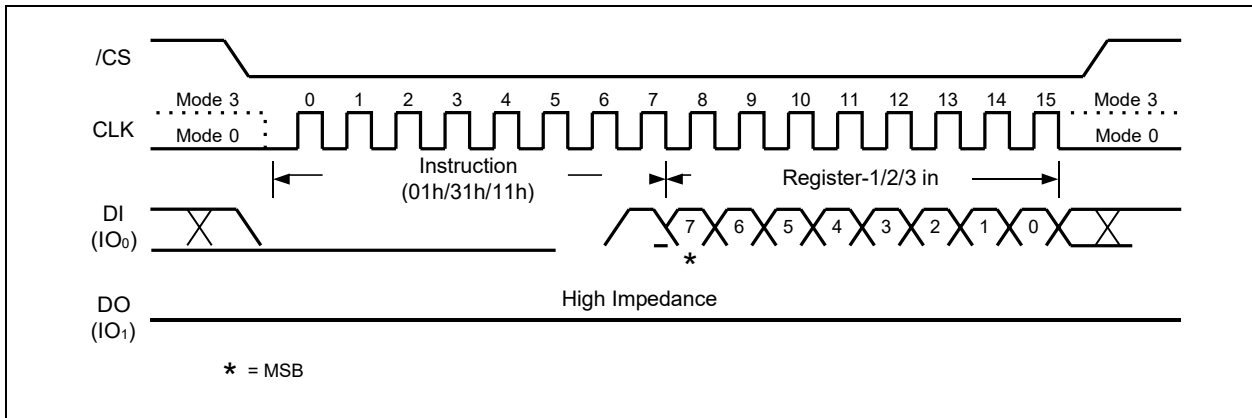 /CS
Mode 3 0 1 2 3 4 5 6 7 8 9 10 11 12 13 14 15 Mode 3
CLK
Mode 0 Mode 0
Instruction
(01h/31h/11h)
Register-1/2/3 in
DI
(IO₀)
7 6 5 4 3 2 1 0
*
High Impedance
DO
(IO₁)
* = MSB